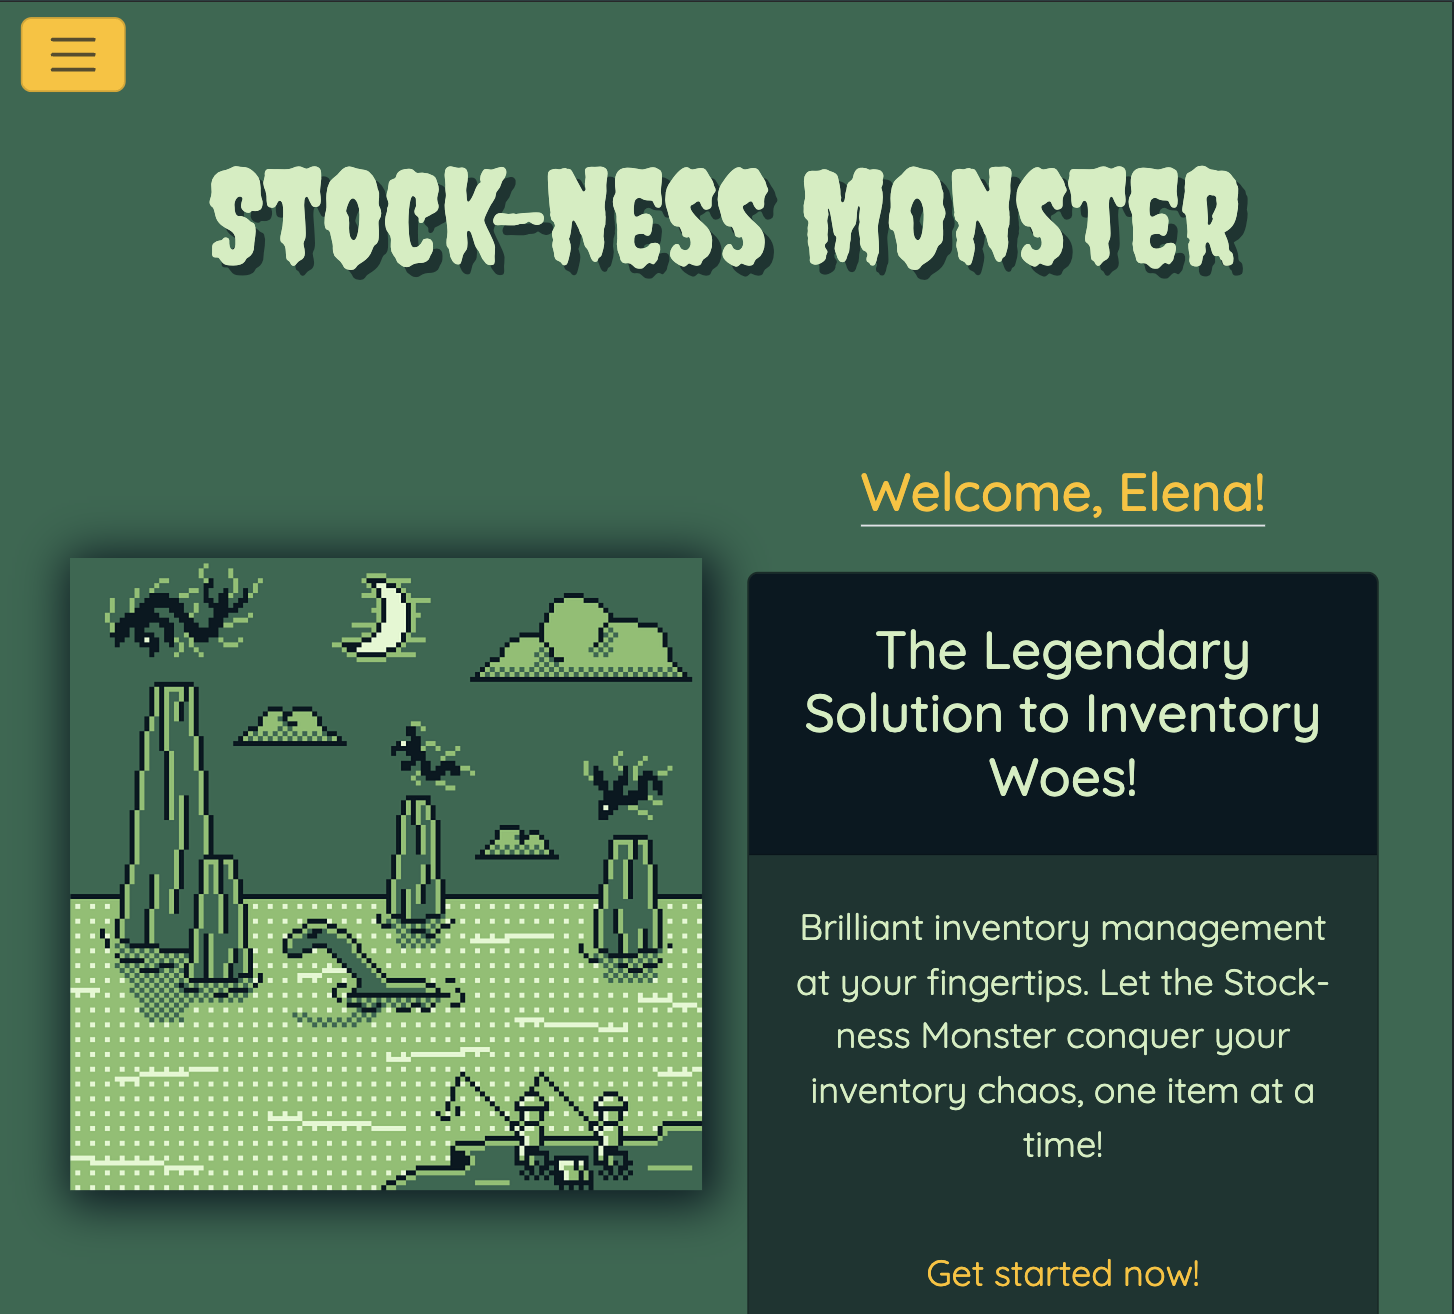 STOCK-NESS MONSTER
Welcome, Elena!
The Legendary
Solution to Inventory
Woes!
Brilliant inventory management
at your fingertips. Let the Stock-
ness Monster conquer your
inventory chaos, one item at a
time!
Get started now!